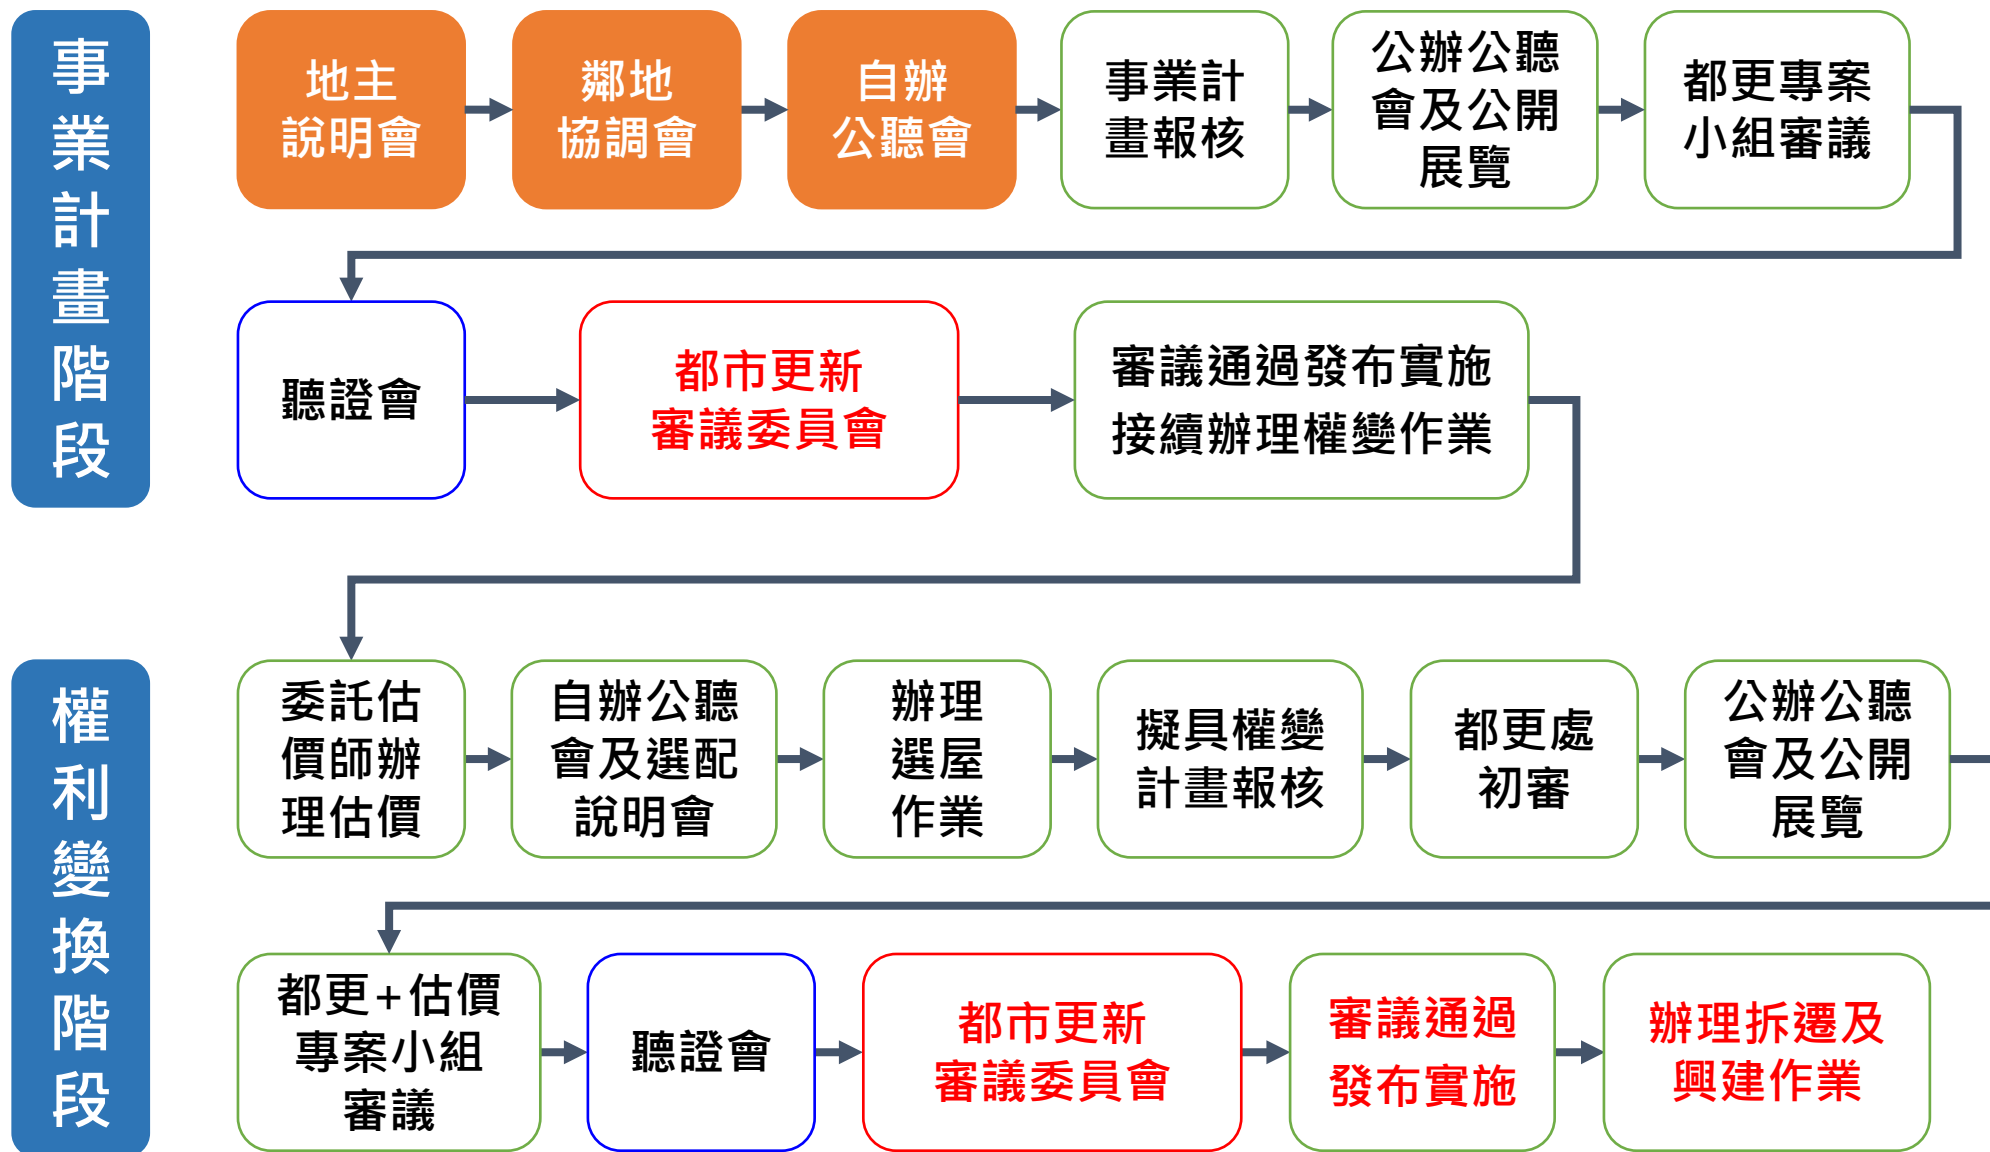 事業計畫階段
地主
說明會
鄰地
協調會
自辦
公聽會
事業計
畫報核
公辦公聽
會及公開
展覽
都更專案
小組審議
聽證會
都市更新
審議委員會
審議通過發布實施
接續辦理權變作業
權利變換階段
委託估
價師辦
理估價
自辦公聽
會及選配
說明會
辦理
選屋
作業
擬具權變
計畫報核
都更處
初審
公辦公聽
會及公開
展覽
都更+估價
專案小組
審議
聽證會
都市更新
審議委員會
審議通過
發布實施
辦理拆遷及
興建作業